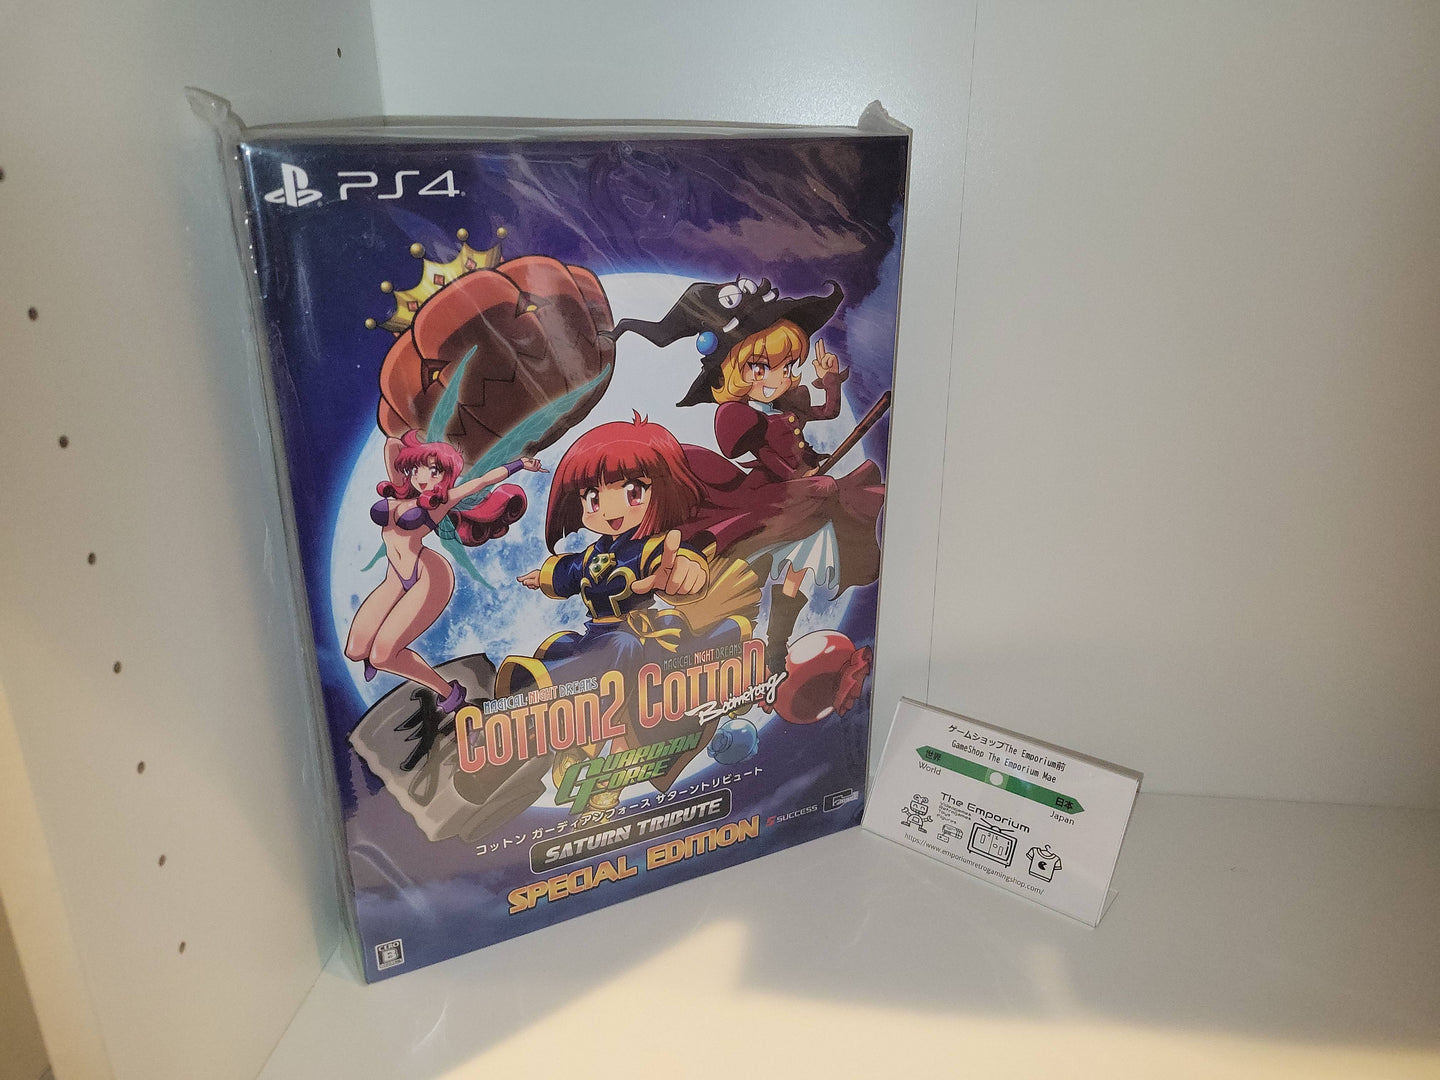 PS4
MAGICAL NIGHT DREAMS
COTTON2
MAGICAL NIGHT DREAMS
COTTON
Boomerang
GUARDIAN
FORCE
コットン ガーディアンフォース サターントリビュート
SATURN TRIBUTE
SPECIAL EDITION
SUCCESS
CERO
B
ゲームショップThe Emporium前
GameShop The Emporium Mae
世界
World
日本
Japan
The Emporium
https://www.emporiumretrogamingshop.com/